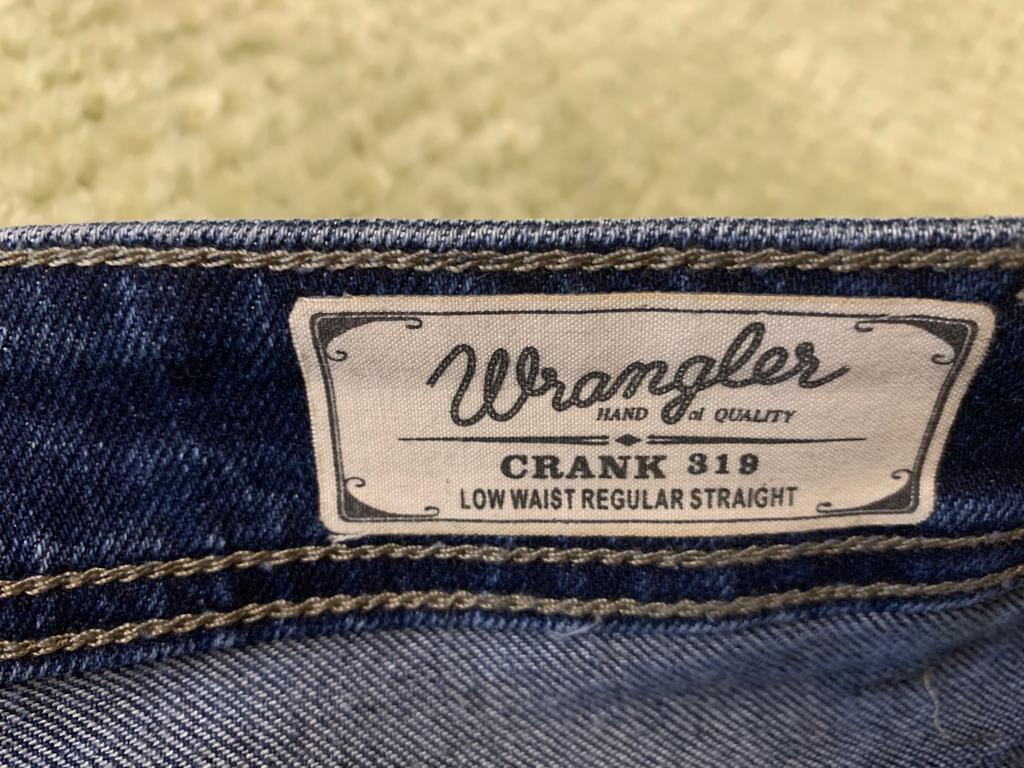 Wrangler
HAND of QUALITY
CRANK 319
LOW WAIST REGULAR STRAIGHT